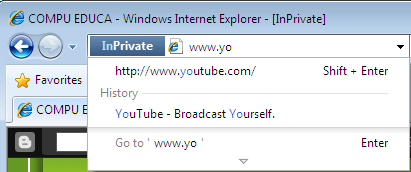 COMPU EDUCA - Windows Internet Explorer - [InPrivate]
InPrivate www.yo
http://www.youtube.com/ Shift + Enter
History
YouTube - Broadcast Yourself.
Favorites
COMPU E
Go to ' www.yo ' Enter